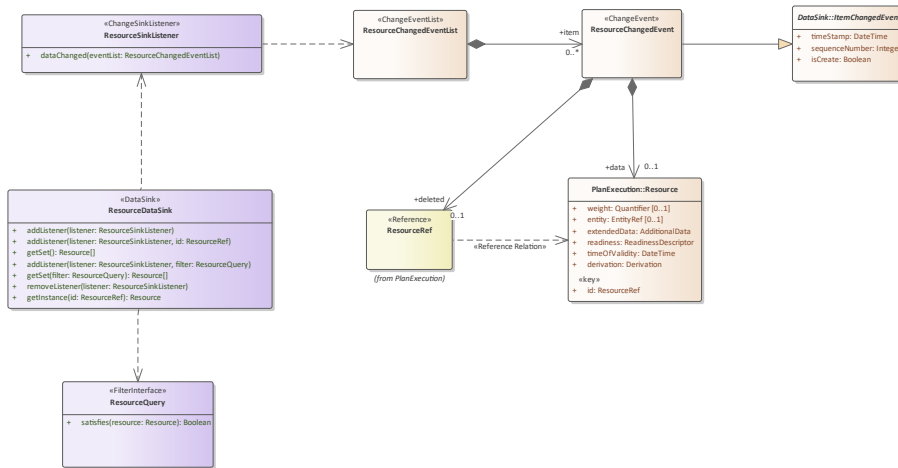 «ChangeSinkListener»
ResourceSinkListener
+ dataChanged(eventList: ResourceChangedEventList)
«ChangeEventList»
ResourceChangedEventList
+item
0..*
«ChangeEvent»
ResourceChangedEvent
DataSink::ItemChangedEvent
+ timeStamp: DateTime
+ sequenceNumber: Intege
+ isCreate: Boolean
+deleted
0..1
+data
0..1
«DataSink»
ResourceDataSink
+ addListener(listener: ResourceSinkListener)
+ addListener(listener: ResourceSinkListener, id: ResourceRef)
+ getSet(): Resource[]
+ addListener(listener: ResourceSinkListener, filter: ResourceQuery)
+ getSet(filter: ResourceQuery): Resource[]
+ removeListener(listener: ResourceSinkListener)
+ getInstance(id: ResourceRef): Resource
«Reference»
ResourceRef
(from PlanExecution)
«Reference Relation»
PlanExecution::Resource
+ weight: Quantifier [0..1]
+ entity: EntityRef [0..1]
+ extendedData: AdditionalData
+ readiness: ReadinessDescriptor
+ timeOfValidity: DateTime
+ derivation: Derivation
«key»
+ id: ResourceRef
«FilterInterface»
ResourceQuery
+ satisfies(resource: Resource): Boolean